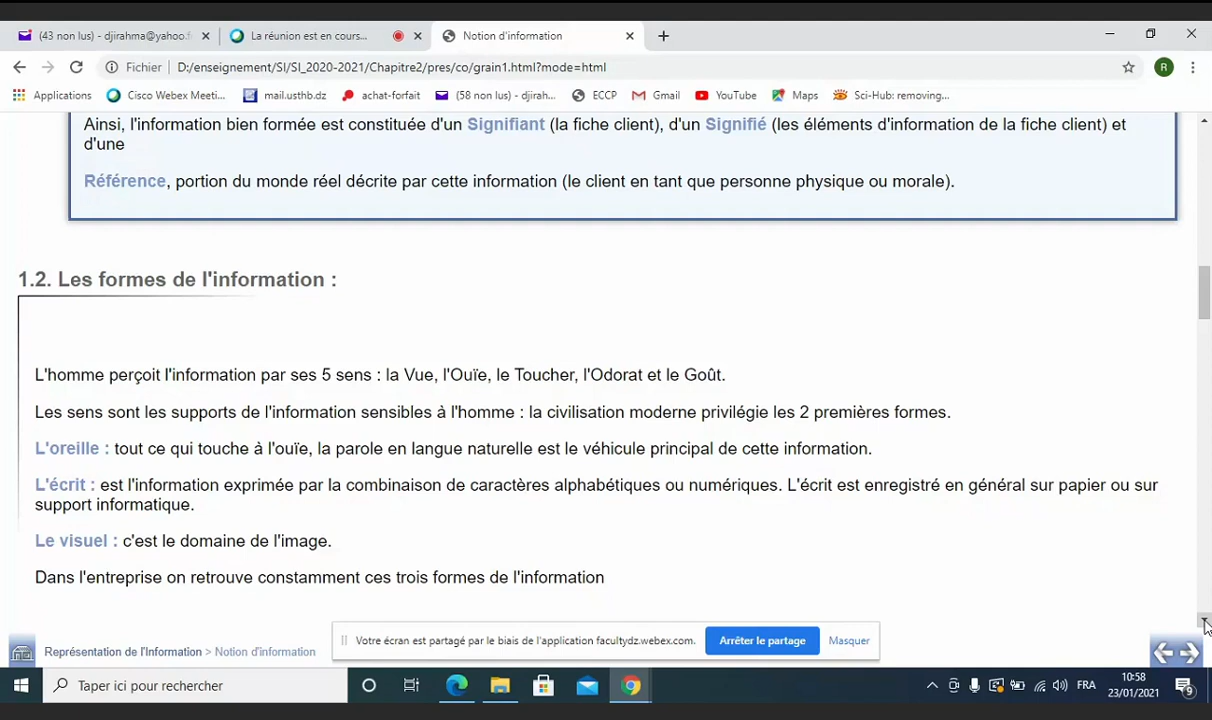 (43 non lus) - djirahma@yahoo.f
La réunion est en cours...
Notion d'information
Fichier
D:/enseignement/SI/SI_2020-2021/Chapitre2/pres/co/grain1.html?mode=html
R
Applications
Cisco Webex Meeti...
mail.usthb.dz
achat-forfait
(58 non lus) - djirah...
ECCP
Gmail
YouTube
Maps
Sci-Hub: removing...
Ainsi, l'information bien formée est constituée d'un Signifiant (la fiche client), d'un Signifié (les éléments d'information de la fiche client) et
d'une
Référence, portion du monde réel décrite par cette information (le client en tant que personne physique ou morale).
1.2. Les formes de l'information :
L'homme perçoit l'information par ses 5 sens : la Vue, l'Ouïe, le Toucher, l'Odorat et le Goût.
Les sens sont les supports de l'information sensibles à l'homme : la civilisation moderne privilégie les 2 premières formes.
L'oreille : tout ce qui touche à l'ouïe, la parole en langue naturelle est le véhicule principal de cette information.
L'écrit : est l'information exprimée par la combinaison de caractères alphabétiques ou numériques. L'écrit est enregistré en général sur papier ou sur
support informatique.
Le visuel : c'est le domaine de l'image.
Dans l'entreprise on retrouve constamment ces trois formes de l'information
Votre écran est partagé par le biais de l'application facultydz.webex.com.
Arrêter le partage
Masquer
Représentation de l'Information > Notion d'information
Taper ici pour rechercher
FRA
10:58
23/01/2021
9